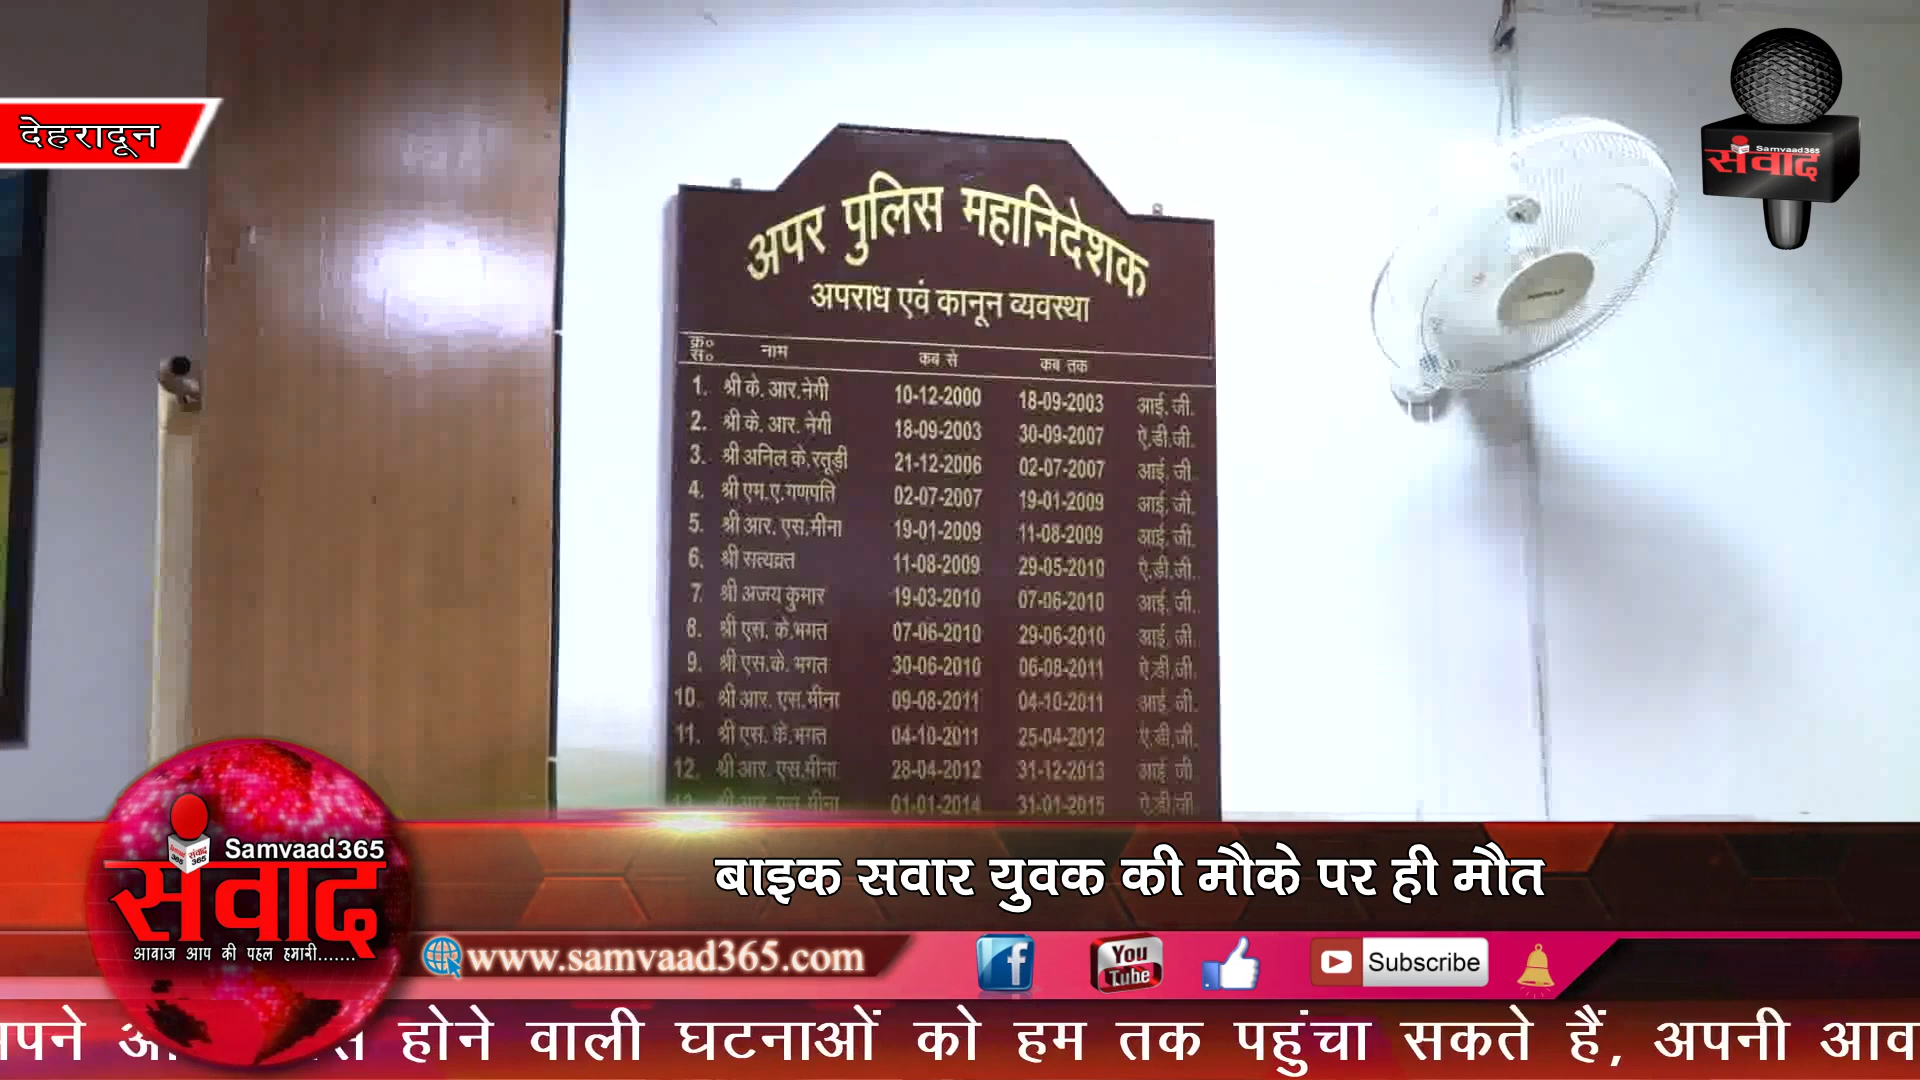 देहरादून
Samvaad365
संवाद
अपर पुलिस महानिदेशक
अपराध एवं कानून व्यवस्था
क्र० स० नाम कब से कब तक
1. श्री के. आर.नेगी 10-12-2000 18-09-2003 आई. जी.
2. श्री के. आर. नेगी 18-09-2003 30-09-2007 ऐ.डी.जी.
3. श्री अनिल के.रतूड़ी 21-12-2006 02-07-2007 आई. जी.
4. श्री एम.ए.गणपति 02-07-2007 19-01-2009 आई. जी.
5. श्री आर. एस.मीना 19-01-2009 11-08-2009 आई. जी.
6. श्री सत्यव्रत 11-08-2009 29-05-2010 ऐ.डी.जी.
7. श्री अजय कुमार 19-03-2010 07-06-2010 आई. जी.
8. श्री एस. के.भगत 07-06-2010 29-06-2010 आई. जी.
9. श्री एस.के. भगत 30-06-2010 06-08-2011 ऐ.डी.जी.
10. श्री आर. एस.मीना 09-08-2011 04-10-2011 आई. जी.
11. श्री एस. के.भगत 04-10-2011 25-04-2012 ऐ.डी.जी.
12. श्री आर. एस.मीना 28-04-2012 31-12-2013 आई. जी
13. श्री आर. एस. मीना 01-01-2014 31-01-2015 ऐ.डी.जी
Samvaad365
संवाद
आवाज आप की पहल हमारी.......
बाइक सवार युवक की मौके पर ही मौत
www.samvaad365.com
You Tube
Subscribe
होने वाली घटनाओं को हम तक पहुंचा सकते हैं, अपनी आव